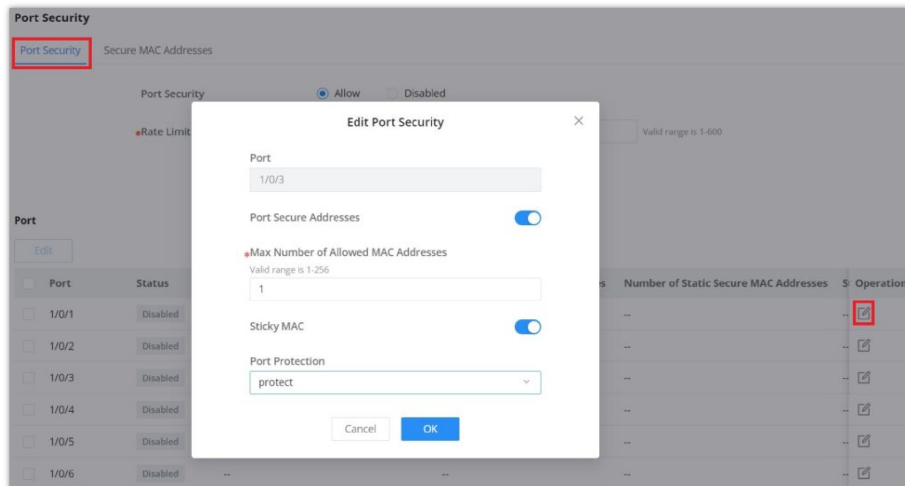 Port Security
Port Security Secure MAC Addresses
Port Security Allow Disabled
*Rate Limit Valid range is 1-600
Edit Port Security
Port
1/0/3
Port Secure Addresses
*Max Number of Allowed MAC Addresses
Valid range is 1-256
1
Sticky MAC
Port Protection
protect
Cancel OK
Port
Edit
Port Status Number of Static Secure MAC Addresses Operation
1/0/1 Disabled -- --
1/0/2 Disabled -- --
1/0/3 Disabled -- --
1/0/4 Disabled -- --
1/0/5 Disabled -- --
1/0/6 Disabled -- -- -- --